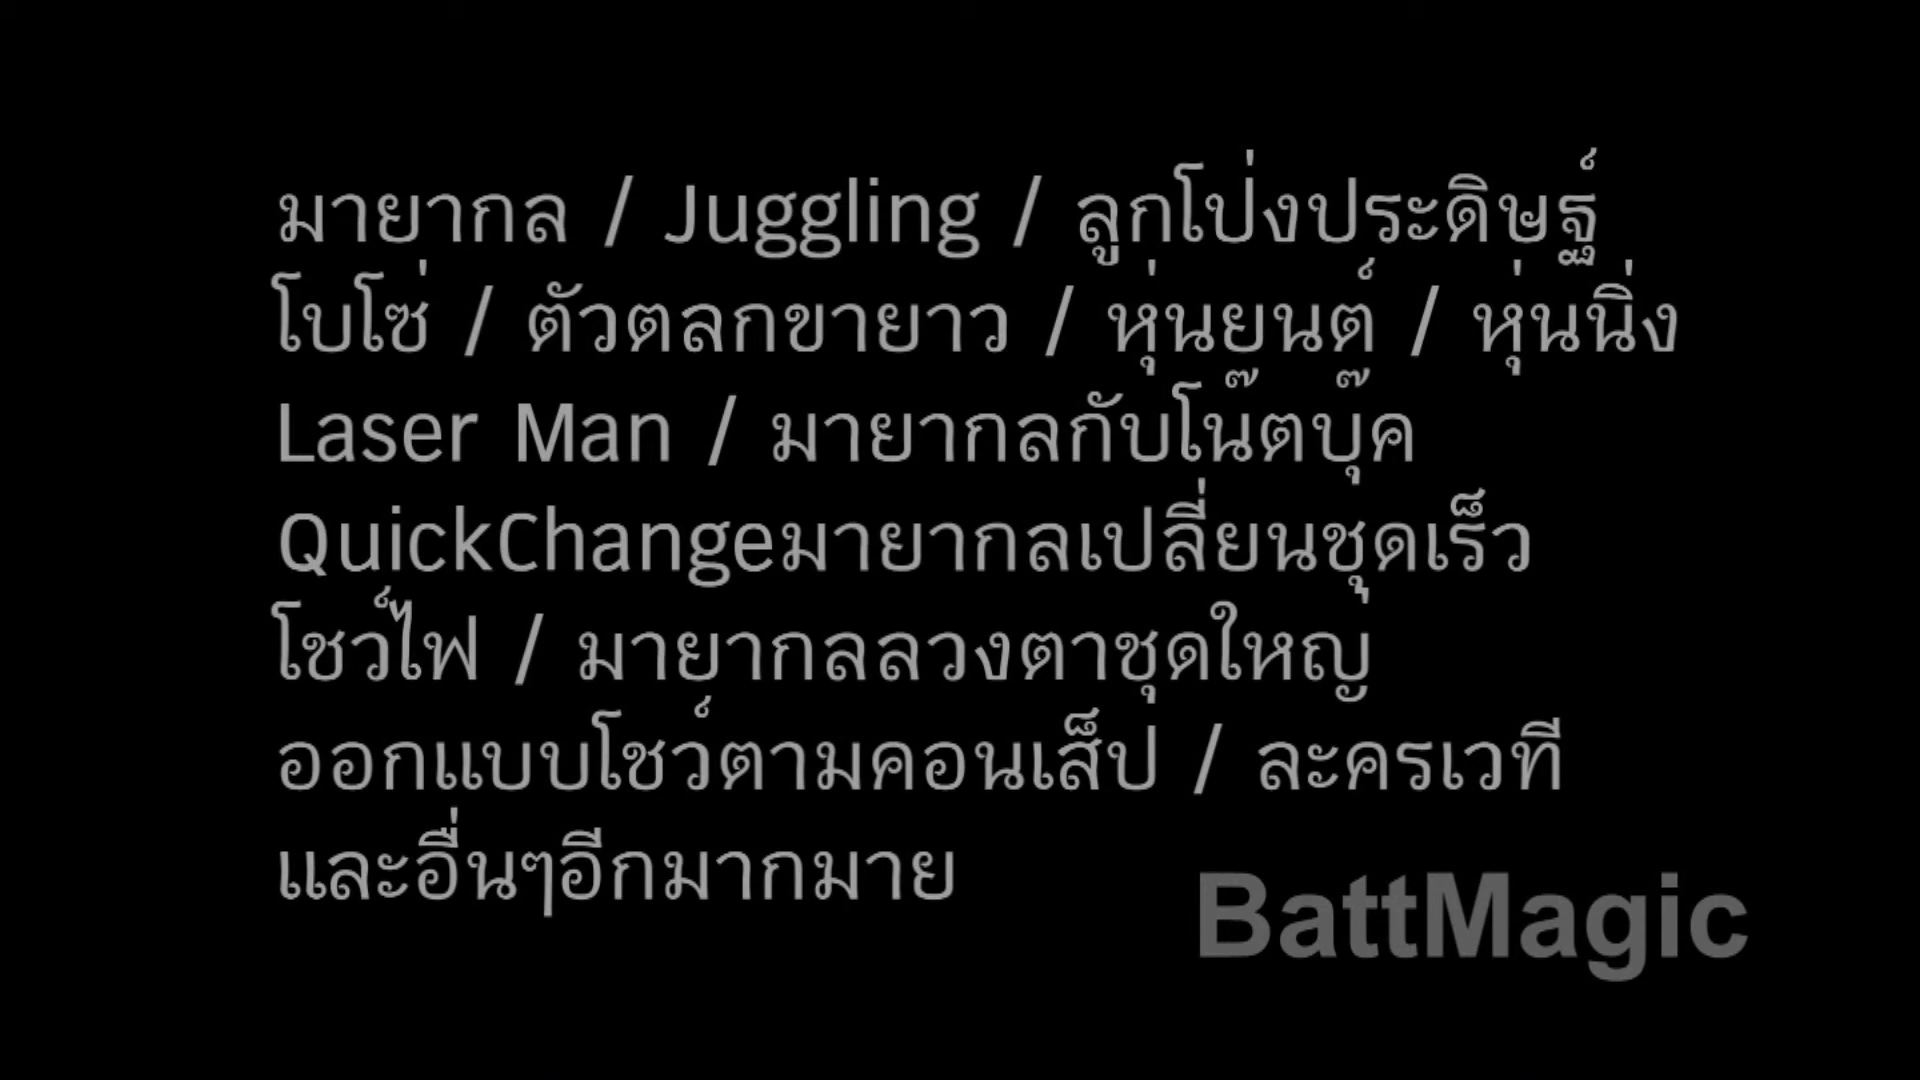 มายากล / Juggling / ลูกโป่งประดิษฐ์
โบโซ่ / ตัวตลกขายาว / หุ่นยนต์ / หุ่นนิ่ง
Laser Man / มายากลกับโน๊ตบุ๊ค
QuickChangeมายากลเปลี่ยนชุดเร็ว
โชว์ไฟ / มายากลลวงตาชุดใหญ่
ออกแบบโชว์ตามคอนเส็ป / ละครเวที
และอื่นๆอีกมากมาย
BattMagic